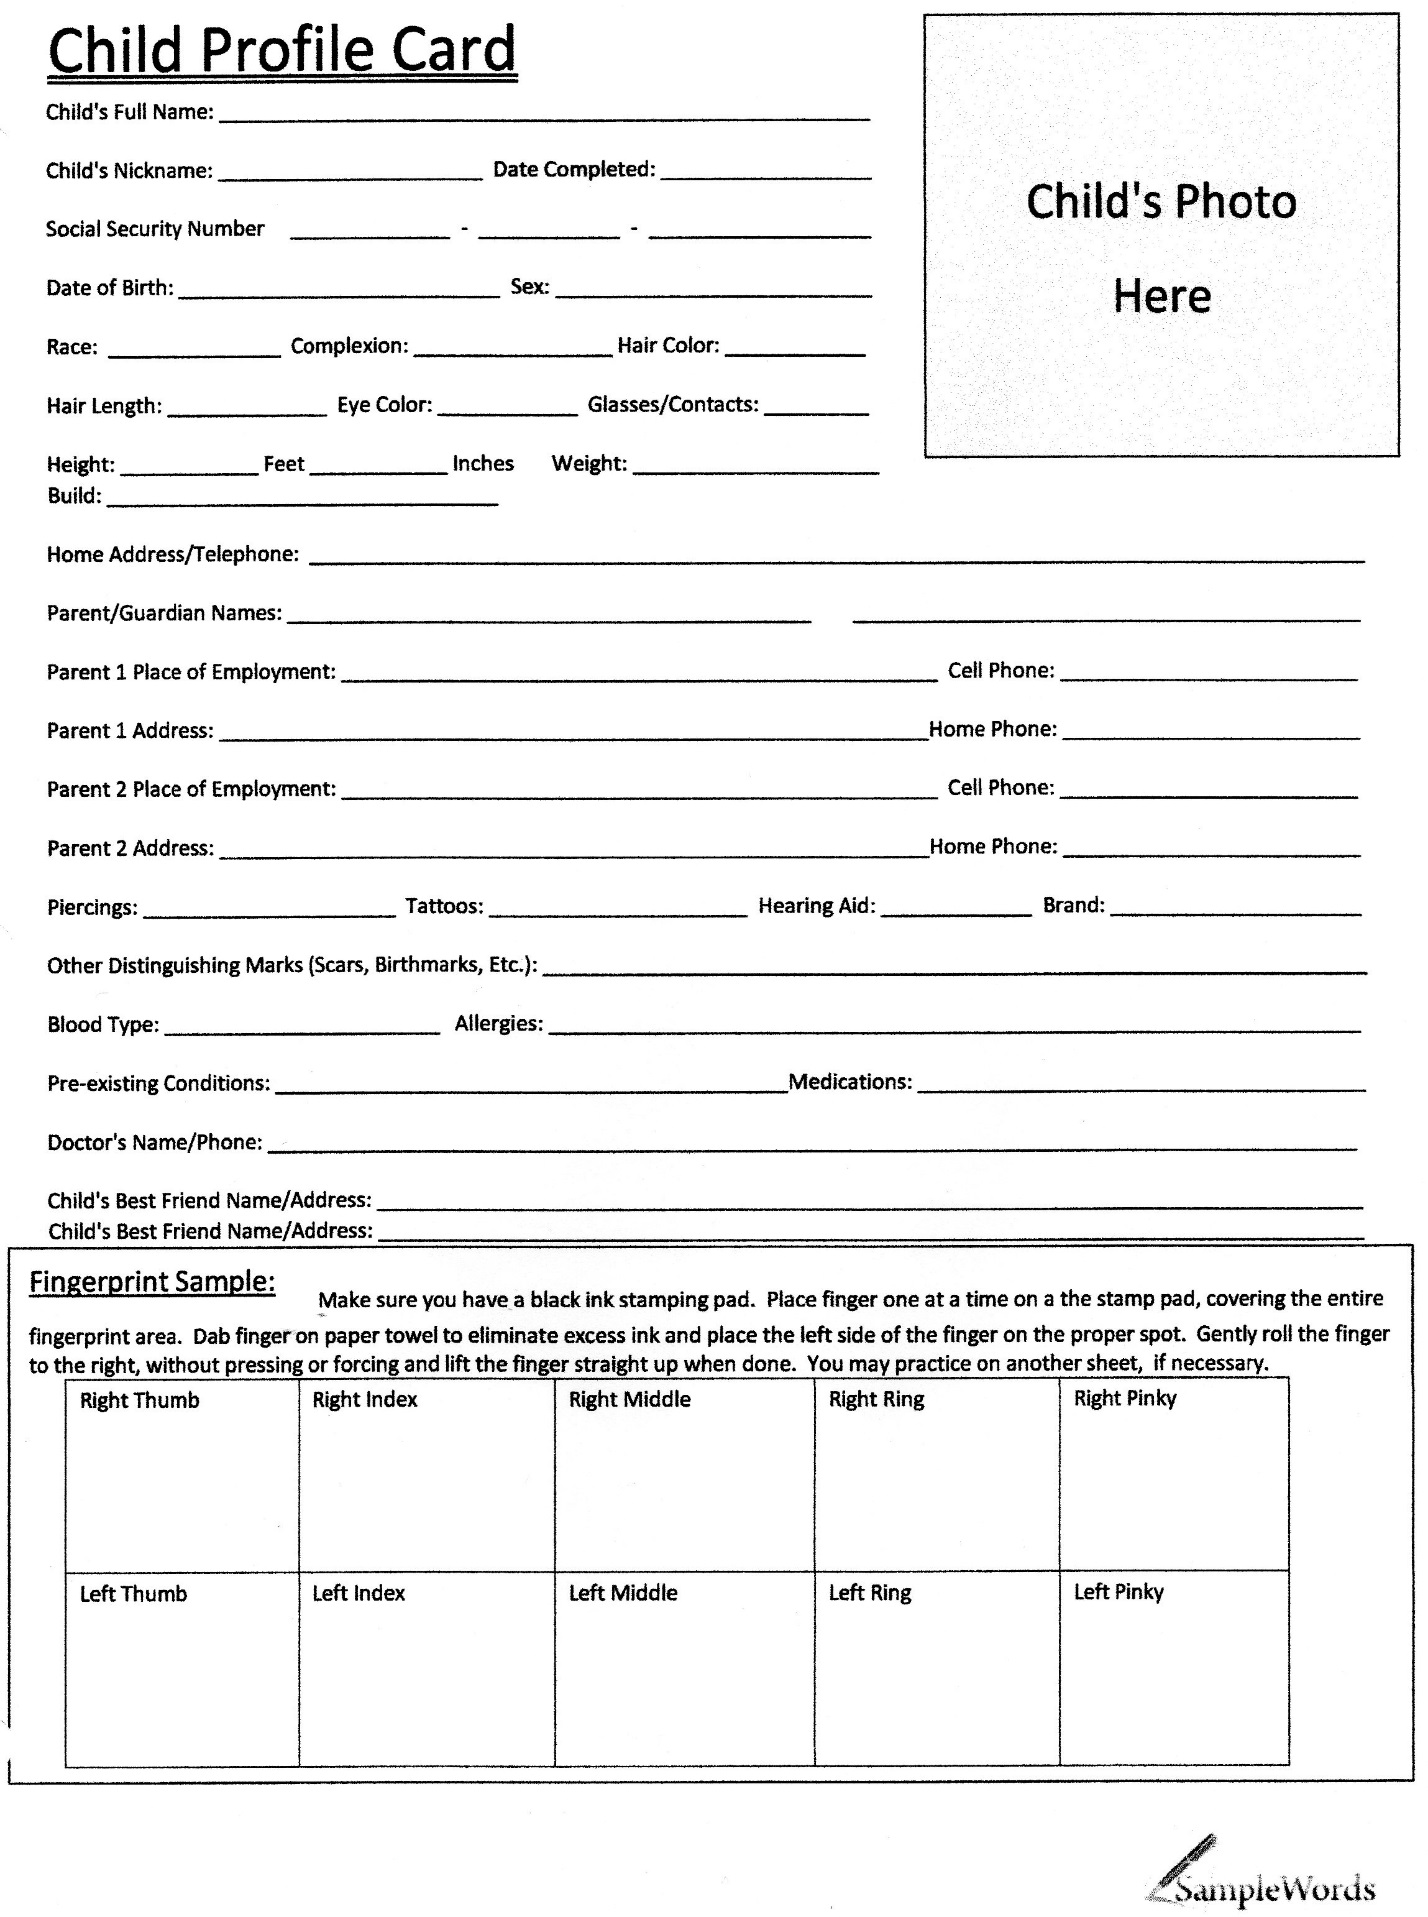 Child Profile Card
Child's Full Name:
Child's Nickname: Date Completed:
Child's Photo
Social Security Number - -
Date of Birth: Sex:
Here
Race: Complexion: Hair Color:
Hair Length: Eye Color: Glasses/Contacts:
Height: Feet Inches Weight:
Build:
Home Address/Telephone:
Parent/Guardian Names:
Parent 1 Place of Employment: Cell Phone:
Parent 1 Address: Home Phone:
Parent 2 Place of Employment: Cell Phone:
Parent 2 Address: Home Phone:
Piercings: Tattoos: Hearing Aid: Brand:
Other Distinguishing Marks (Scars, Birthmarks, Etc.):
Blood Type: Allergies:
Pre-existing Conditions: Medications:
Doctor's Name/Phone:
Child's Best Friend Name/Address:
Child's Best Friend Name/Address:
Fingerprint Sample: Make sure you have a black ink stamping pad. Place finger one at a time on a the stamp pad, covering the entire
fingerprint area. Dab finger on paper towel to eliminate excess ink and place the left side of the finger on the proper spot. Gently roll the finger
to the right, without pressing or forcing and lift the finger straight up when done. You may practice on another sheet, if necessary.
Right Thumb Right Index Right Middle Right Ring Right Pinky
Left Thumb Left Index Left Middle Left Ring Left Pinky
SampleWords